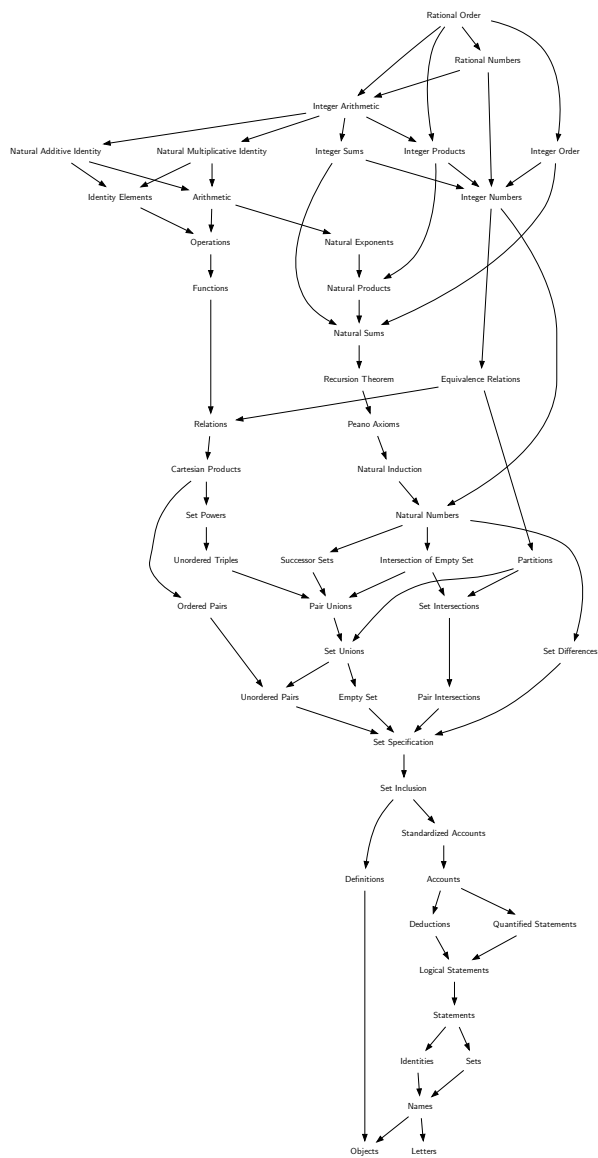 Rational Order
Rational Numbers
Integer Arithmetic
Natural Additive Identity
Natural Multiplicative Identity
Integer Sums
Integer Products
Integer Order
Identity Elements
Arithmetic
Integer Numbers
Operations
Natural Exponents
Functions
Natural Products
Natural Sums
Recursion Theorem
Equivalence Relations
Relations
Peano Axioms
Cartesian Products
Natural Induction
Set Powers
Natural Numbers
Unordered Triples
Successor Sets
Intersection of Empty Set
Partitions
Ordered Pairs
Pair Unions
Set Intersections
Set Unions
Set Differences
Unordered Pairs
Empty Set
Pair Intersections
Set Specification
Set Inclusion
Standardized Accounts
Definitions
Accounts
Deductions
Quantified Statements
Logical Statements
Statements
Identities
Sets
Names
Objects
Letters